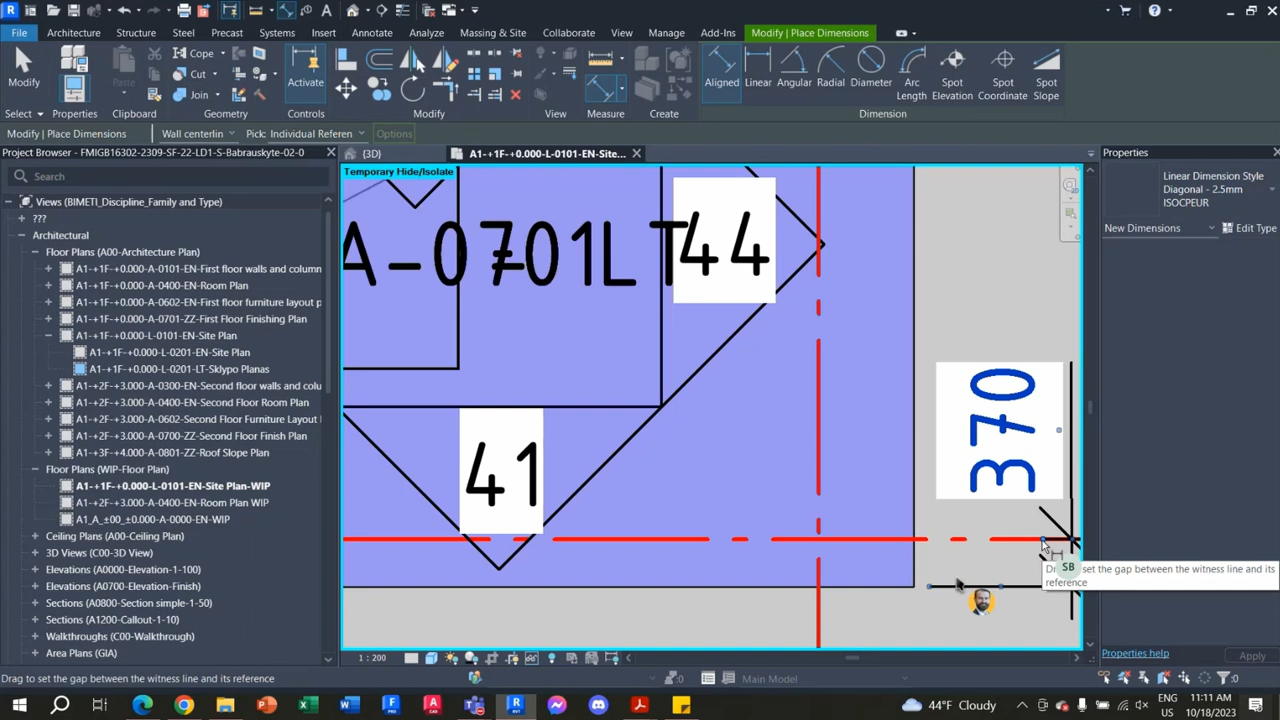 File
Architecture
Structure
Steel
Precast
Systems
Insert
Annotate
Analyze
Massing & Site
Collaborate
View
Manage
Add-Ins
Modify | Place Dimensions
Modify
Paste
Cope
Cut
Join
Activate
Aligned
Linear
Angular
Radial
Diameter
Arc
Length
Spot
Elevation
Spot
Coordinate
Spot
Slope
Select
Properties
Clipboard
Geometry
Controls
Modify
View
Measure
Create
Dimension
Modify | Place Dimensions
Wall centerlin
Pick: Individual Referen
Options
Project Browser - FMIGB16302-2309-SF-22-LD1-S-Babrauskyte-02-0
{3D}
A1-+1F-+0.000-L-0101-EN-Site...
Properties
Search
Views (BIMETI_Discipline_Family and Type)
???
Architectural
Floor Plans (A00-Architecture Plan)
A1-+1F-+0.000-A-0101-EN-First floor walls and column
A1-+1F-+0.000-A-0400-EN-Room Plan
A1-+1F-+0.000-A-0602-EN-First floor furniture layout p
A1-+1F-+0.000-A-0701-ZZ-First Floor Finishing Plan
A1-+1F-+0.000-L-0101-EN-Site Plan
A1-+1F-+0.000-L-0201-EN-Site Plan
A1-+1F-+0.000-L-0201-LT-Sklypo Planas
A1-+2F-+3.000-A-0300-EN-Second floor walls and colu
A1-+2F-+3.000-A-0400-EN-Second Floor Room Plan
A1-+2F-+3.000-A-0602-EN-Second Floor Furniture Layout
A1-+2F-+3.000-A-0700-ZZ-Second Floor Finish Plan
A1-+2F-+3.000-A-0801-ZZ-Roof Slope Plan
Floor Plans (WIP-Floor Plan)
A1-+1F-+0.000-L-0101-EN-Site Plan-WIP
A1-+2F-+3.000-A-0400-EN-Room Plan WIP
A1_A_±00_±0.000-A-0000-EN-WIP
Ceiling Plans (A00-Ceiling Plan)
3D Views (C00-3D View)
Elevations (A0000-Elevation-1-100)
Elevations (A0700-Elevation-Finish)
Sections (A0800-Section simple-1-50)
Sections (A1200-Callout-1-10)
Walkthroughs (C00-Walkthrough)
Area Plans (GIA)
Temporary Hide/Isolate
A-0701LT
44
41
370
SB
set the gap between the witness line and its
reference
Linear Dimension Style
Diagonal - 2.5mm
ISOCPEUR
New Dimensions
Edit Type
Properties help
Apply
1 : 200
Drag to set the gap between the witness line and its reference
:0
Main Model
:0
44°F Cloudy
ENG
US
11:11 AM
10/18/2023